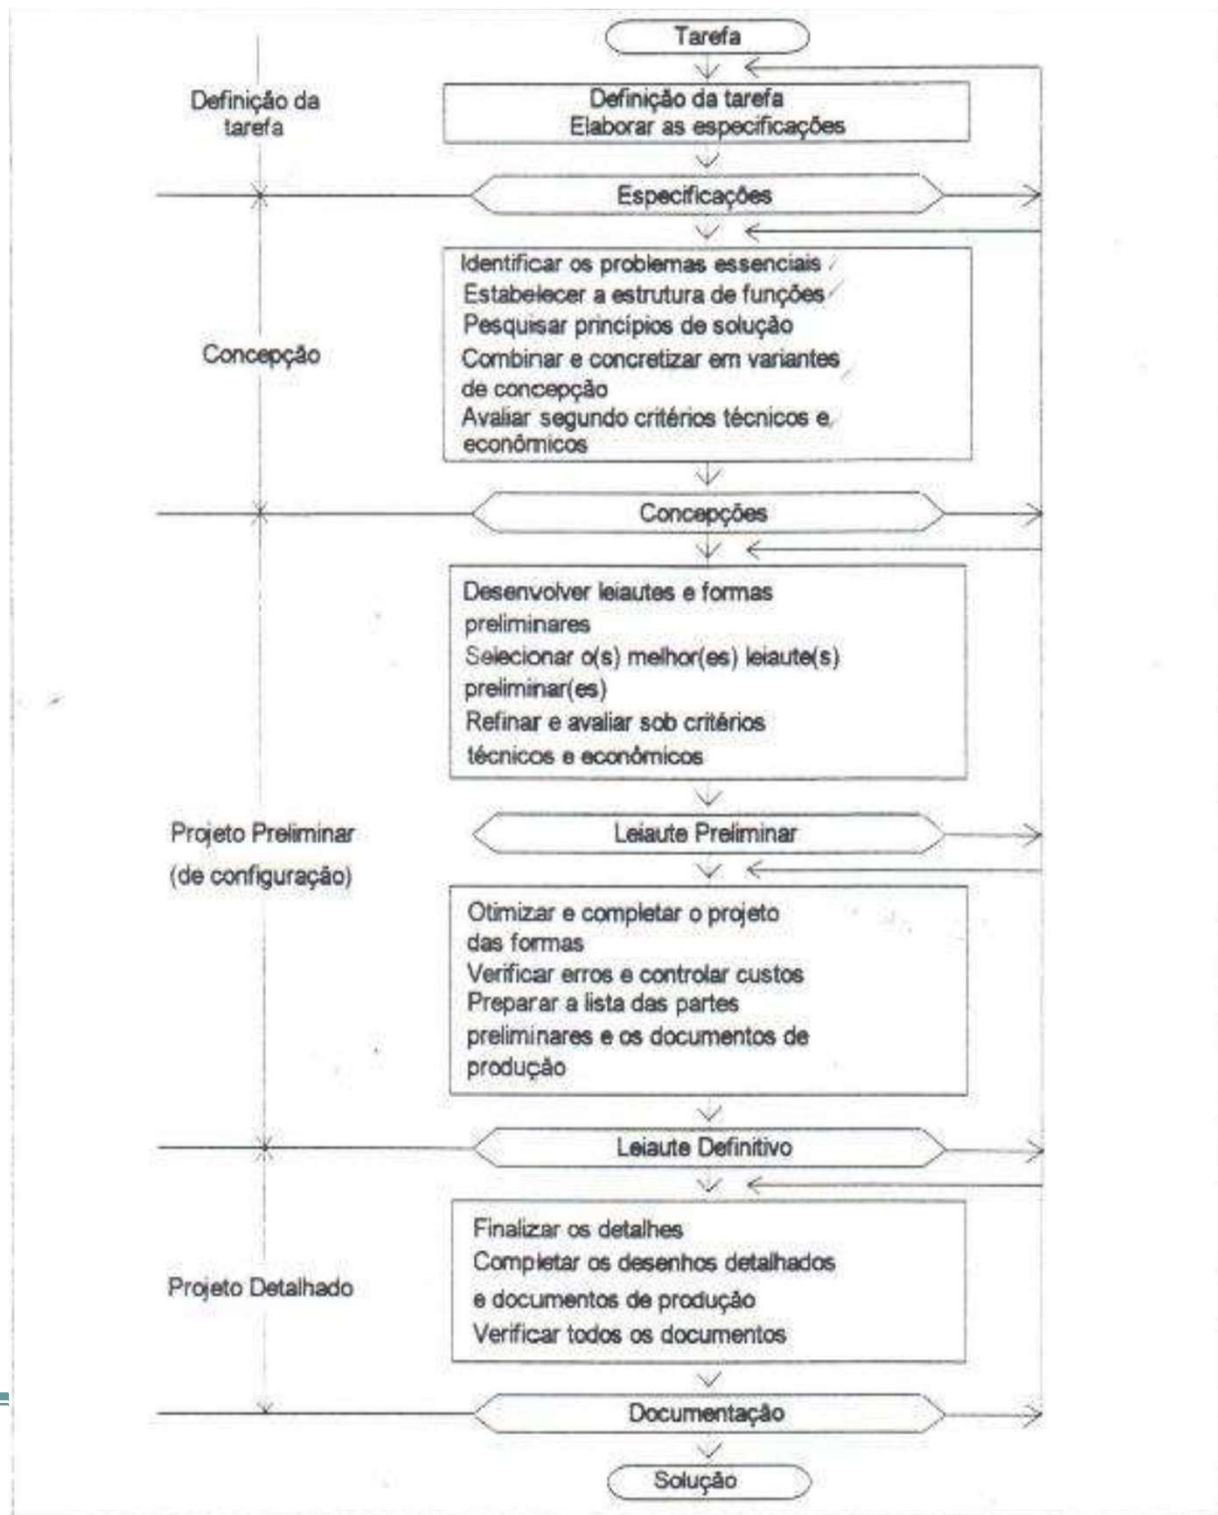 Tarefa
Definição da
tarefa
Definição da tarefa
Elaborar as especificações
Especificações
Concepção
Identificar os problemas essenciais
Estabelecer a estrutura de funções
Pesquisar princípios de solução
Combinar e concretizar em variantes
de concepção
Avaliar segundo critérios técnicos e
econômicos
Concepções
Desenvolver leiautes e formas
preliminares
Selecionar o(s) melhor(es) leiaute(s)
preliminar(es)
Refinar e avaliar sob critérios
técnicos e econômicos
Projeto Preliminar
(de configuração)
Leiaute Preliminar
Otimizar e completar o projeto
das formas
Verificar erros e controlar custos
Preparar a lista das partes
preliminares e os documentos de
produção
Leiaute Definitivo
Projeto Detalhado
Finalizar os detalhes
Completar os desenhos detalhados
e documentos de produção
Verificar todos os documentos
Documentação
Solução